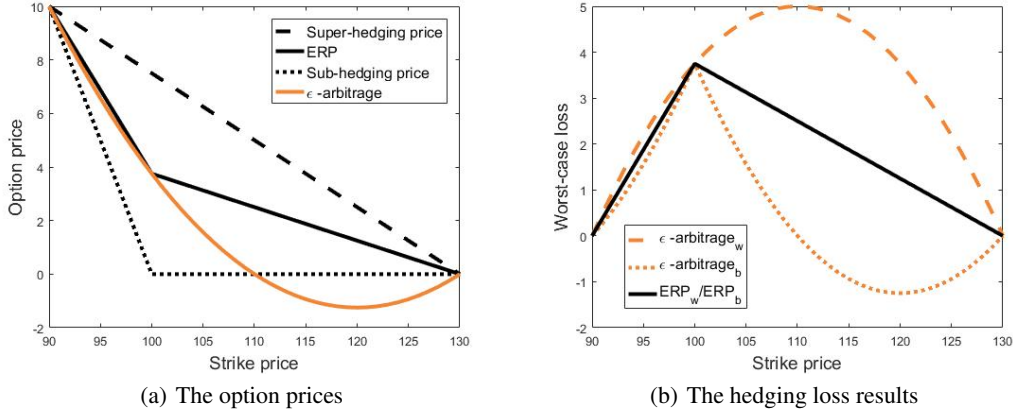 Option price
10
8
6
4
2
0
-2
Super-hedging price
ERP
Sub-hedging price
ϵ -arbitrage
90 95 100 105 110 115 120 125 130
Strike price
(a) The option prices
Worst-case loss
5
4
3
2
1
0
-1
-2
ϵ -arbitrage_w
ϵ -arbitrage_b
ERP_w/ERP_b
90 95 100 105 110 115 120 125 130
Strike price
(b) The hedging loss results